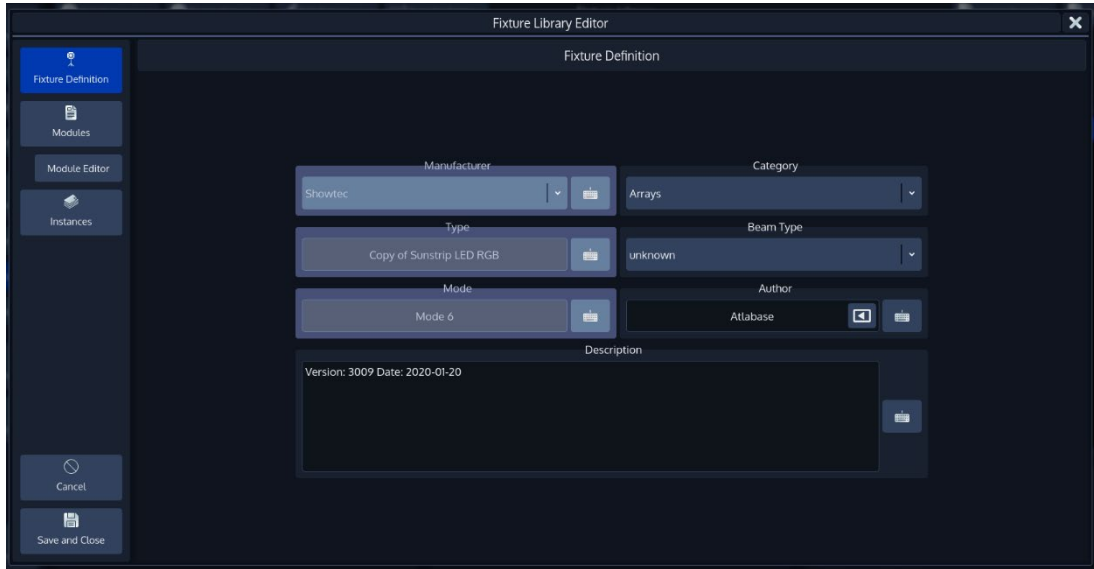 Fixture Library Editor
Fixture Definition
Fixture Definition
Modules
Module Editor
Instances
Cancel
Save and Close
Manufacturer
Showtec
Category
Arrays
Type
Copy of Sunstrip LED RGB
Beam Type
unknown
Mode
Mode 6
Author
Atlabase
Description
Version: 3009 Date: 2020-01-20